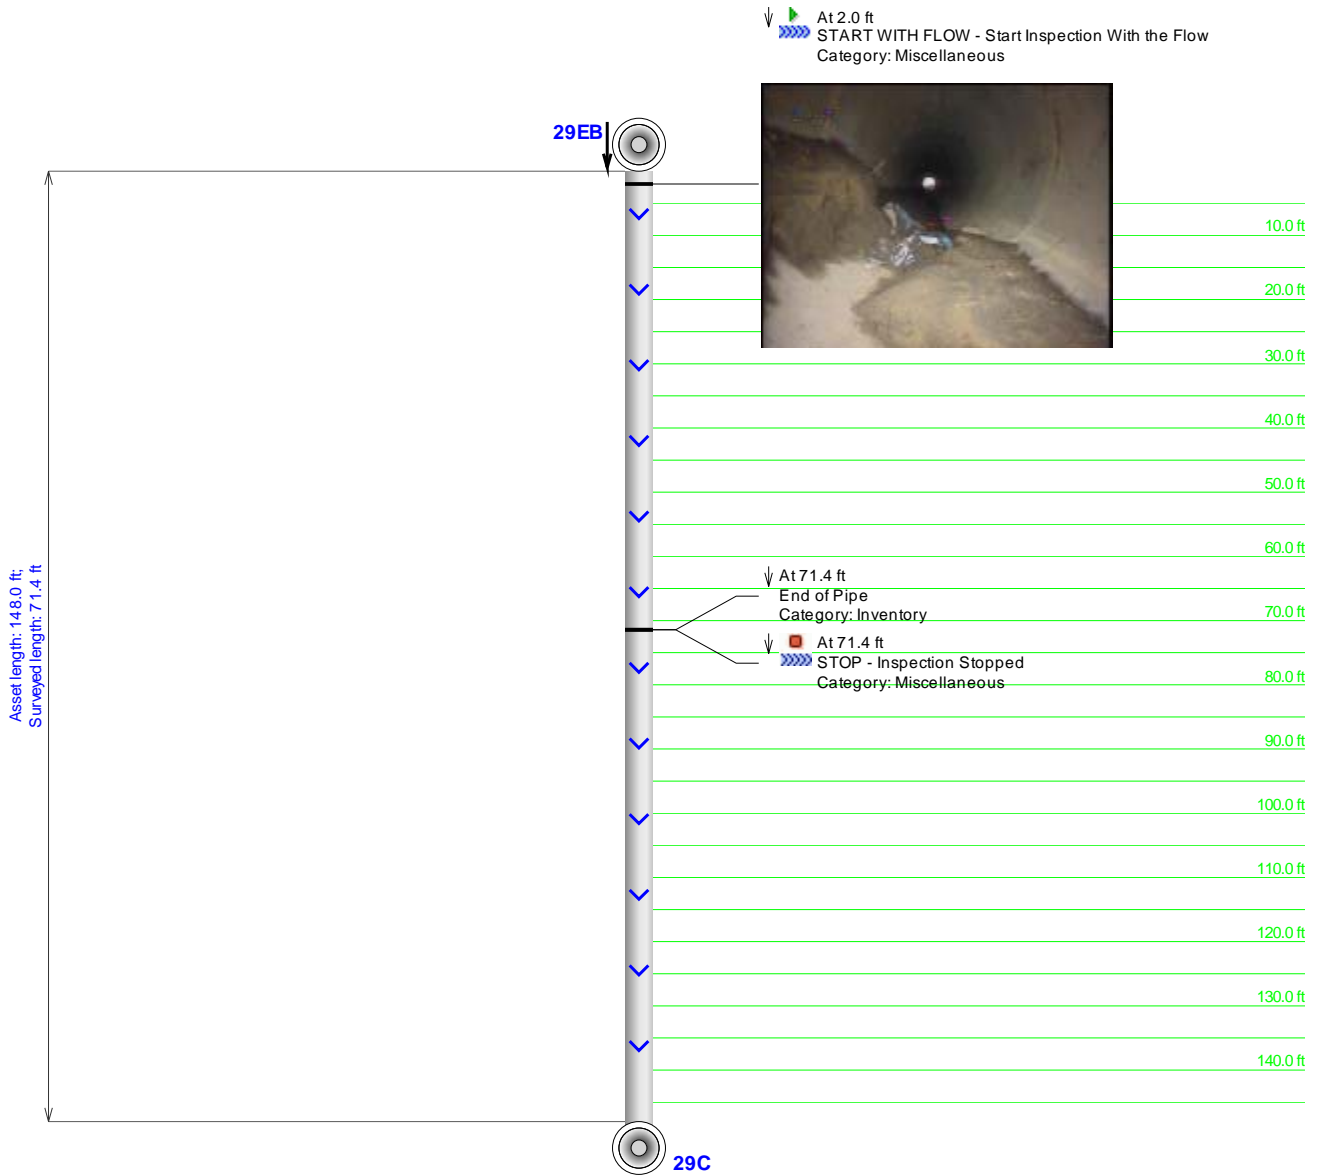 At 2.0 ft
START WITH FLOW - Start Inspection With the Flow
Category: Miscellaneous
29EB
10.0 ft
20.0 ft
30.0 ft
40.0 ft
50.0 ft
60.0 ft
Asset length: 148.0 ft;
Surveyed length: 71.4 ft
At 71.4 ft
End of Pipe
Category: Inventory
70.0 ft
At 71.4 ft
STOP - Inspection Stopped
Category: Miscellaneous
80.0 ft
90.0 ft
100.0 ft
110.0 ft
120.0 ft
130.0 ft
140.0 ft
29C